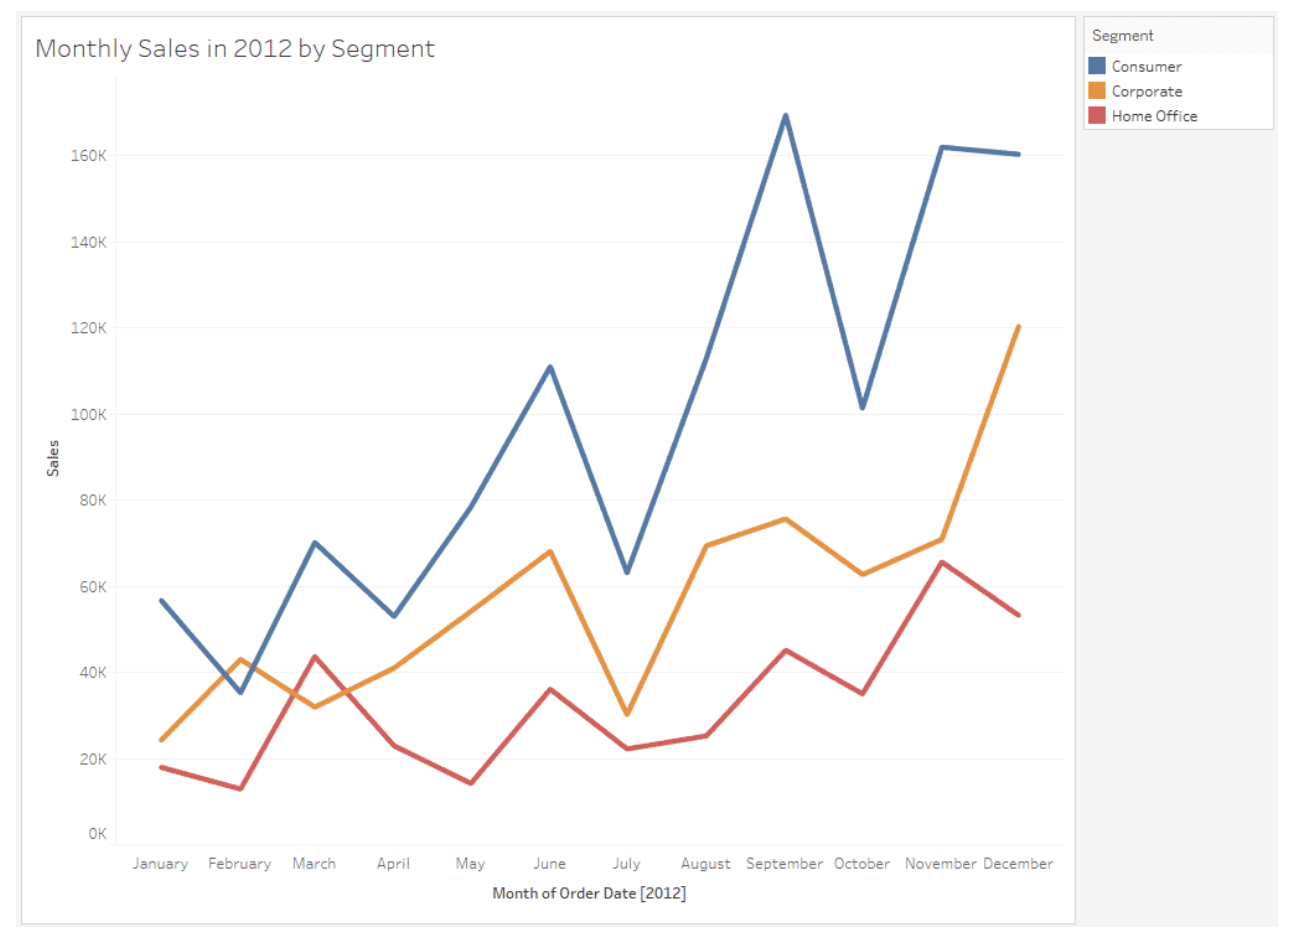 Monthly Sales in 2012 by Segment
Segment
Consumer
Corporate
Home Office
160K
140K
120K
100K
80K
60K
40K
20K
0K
Sales
January February March April May June July August September October November December
Month of Order Date [2012]